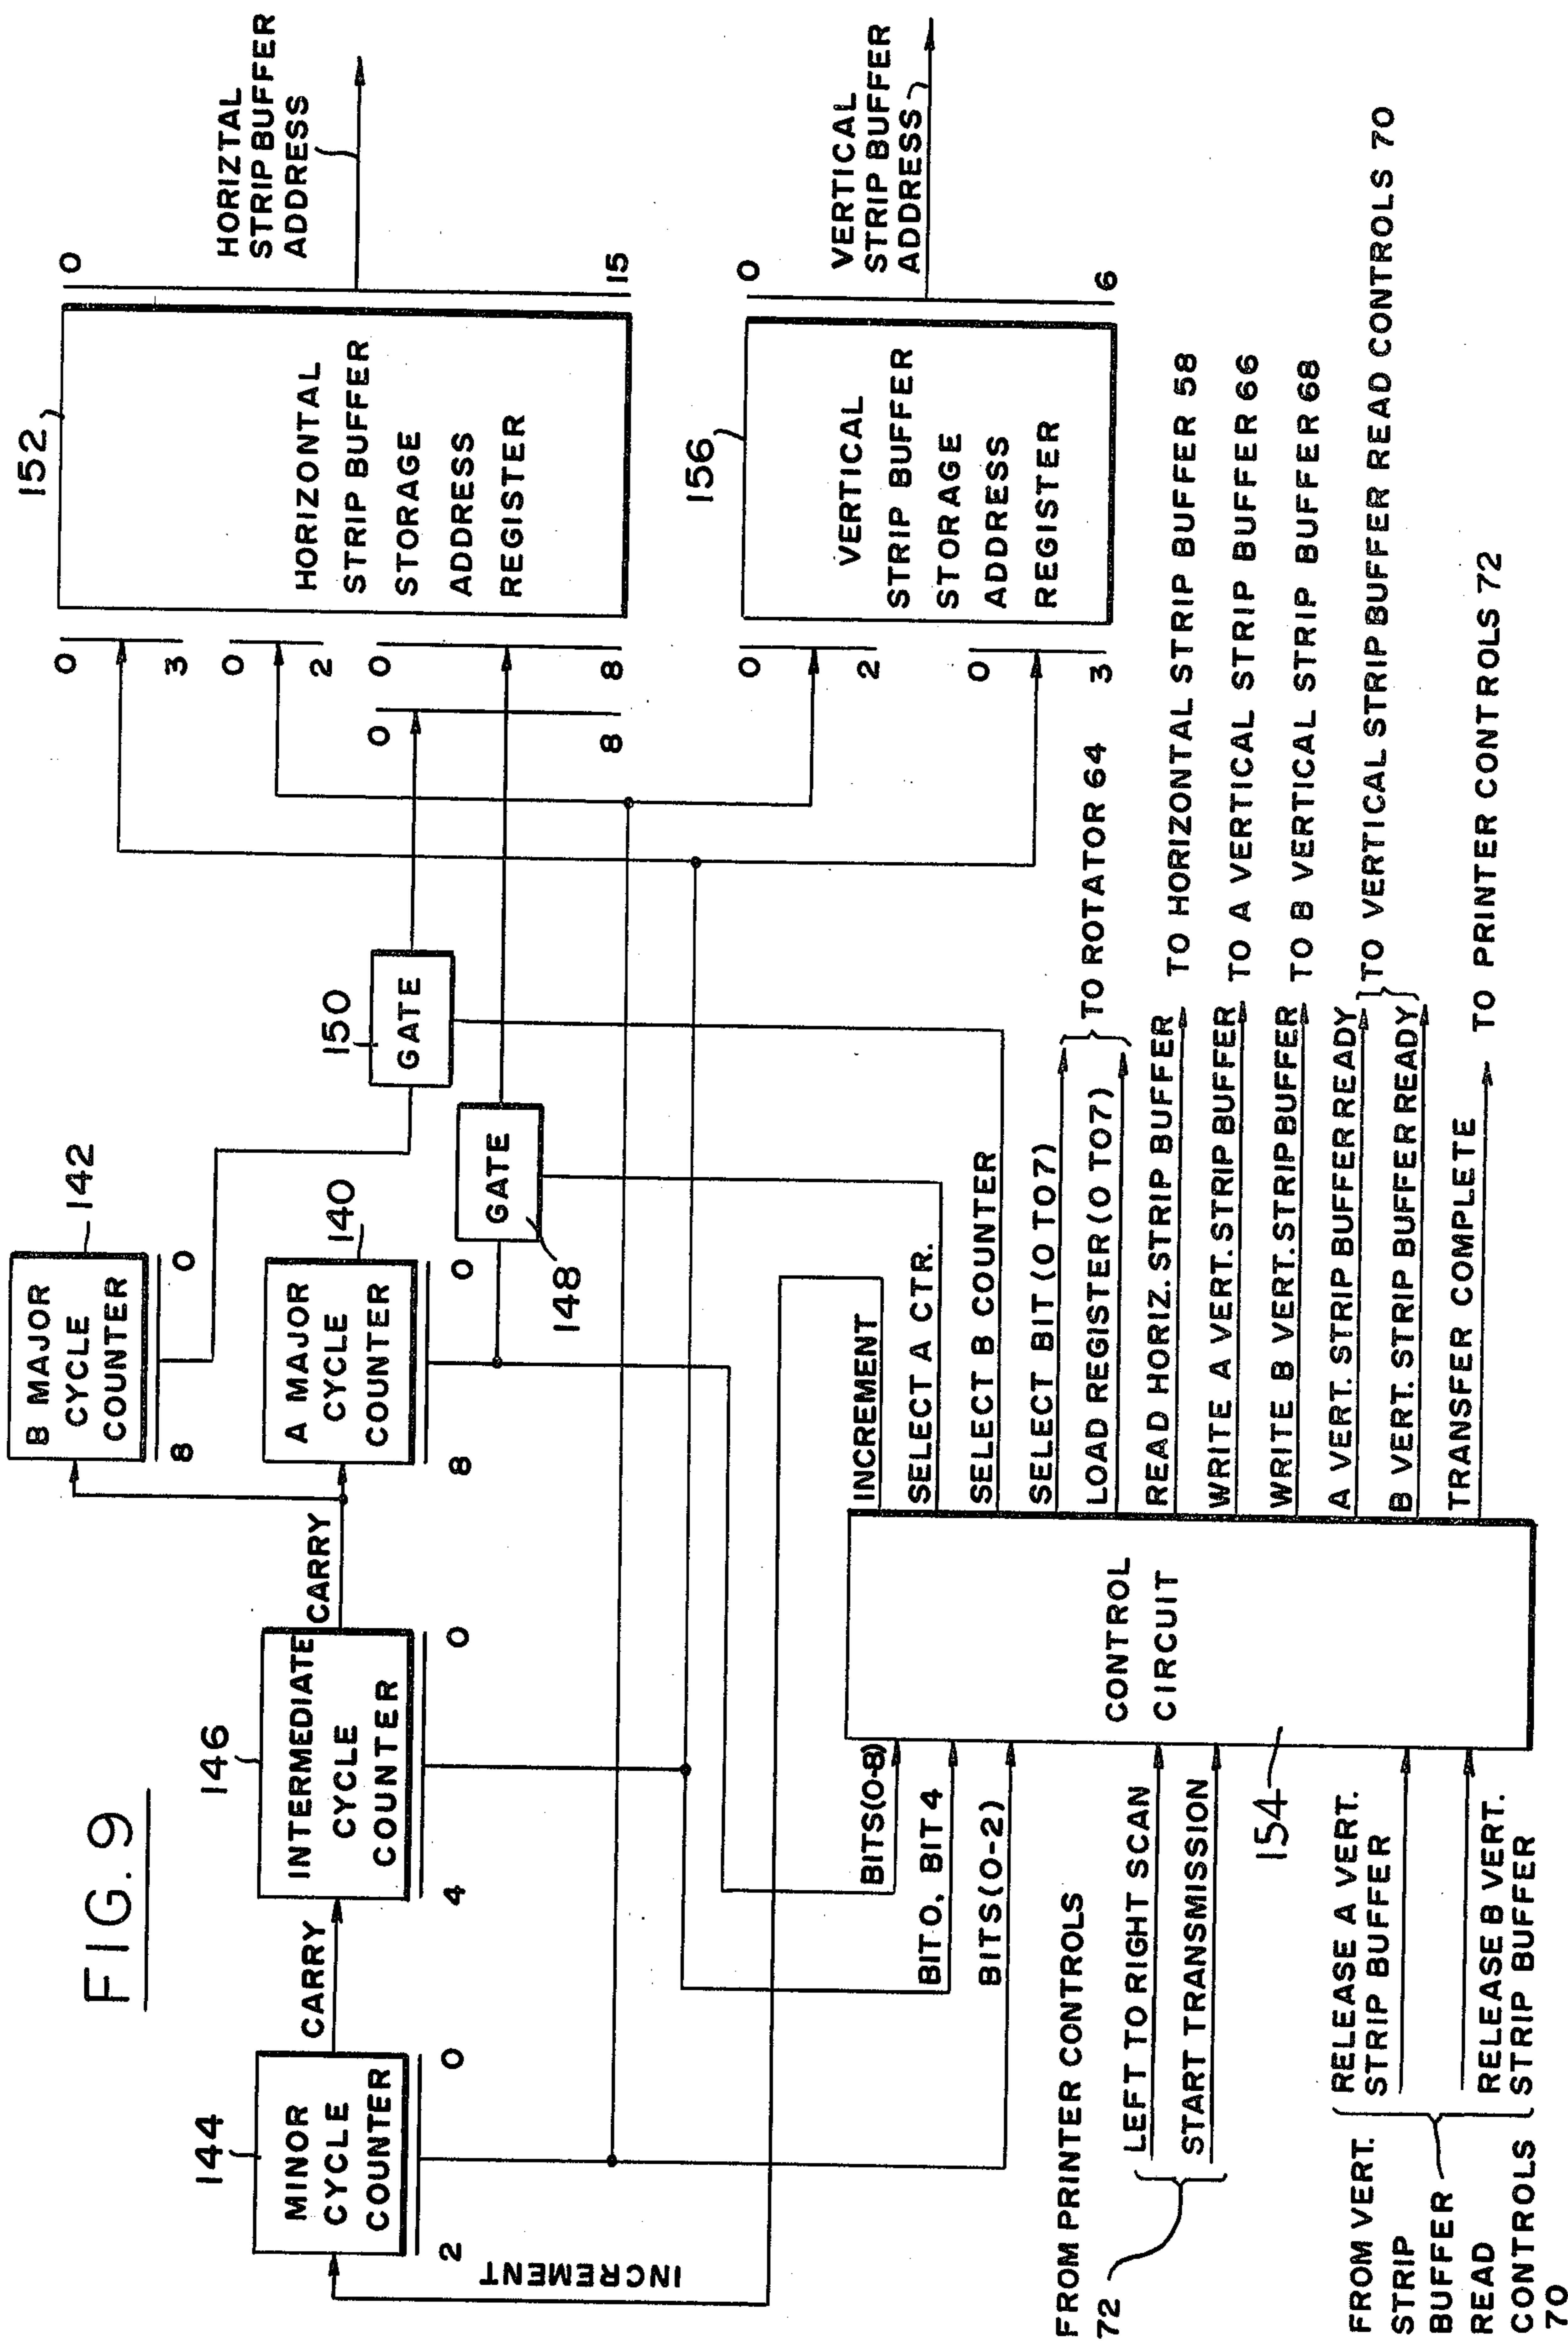 FIG. 9
144
MINOR
CYCLE
COUNTER
2
0
INCREMENT
CARRY
146
INTERMEDIATE
CYCLE
COUNTER
4
0
CARRY
B MAJOR
CYCLE
COUNTER
142
8
0
A MAJOR
CYCLE
COUNTER
140
8
0
GATE
148
GATE
150
152
HORIZONTAL
STRIP BUFFER
STORAGE
ADDRESS
REGISTER
0
3
0
2
0
8
0
8
0
15
HORIZTAL
STRIP BUFFER
ADDRESS
156
VERTICAL
STRIP BUFFER
STORAGE
ADDRESS
REGISTER
0
2
0
3
0
6
VERTICAL
STRIP BUFFER
ADDRESS
BITS(0-8)
BIT 0, BIT 4
BITS(0-2)
FROM PRINTER CONTROLS
72
LEFT TO RIGHT SCAN
START TRANSMISSION
154
FROM VERT.
STRIP
BUFFER
READ
CONTROLS
70
RELEASE A VERT.
STRIP BUFFER
RELEASE B VERT.
STRIP BUFFER
CONTROL
CIRCUIT
INCREMENT
SELECT A CTR.
SELECT B COUNTER
SELECT BIT (0 TO 7)
LOAD REGISTER (0 TO 7)
TO ROTATOR 64
READ HORIZ. STRIP BUFFER
TO HORIZONTAL STRIP BUFFER 58
WRITE A VERT. STRIP BUFFER
TO A VERTICAL STRIP BUFFER 66
WRITE B VERT. STRIP BUFFER
TO B VERTICAL STRIP BUFFER 68
A VERT. STRIP BUFFER READY
B VERT. STRIP BUFFER READY
TO VERTICAL STRIP BUFFER READ CONTROLS 70
TRANSFER COMPLETE
TO PRINTER CONTROLS 72